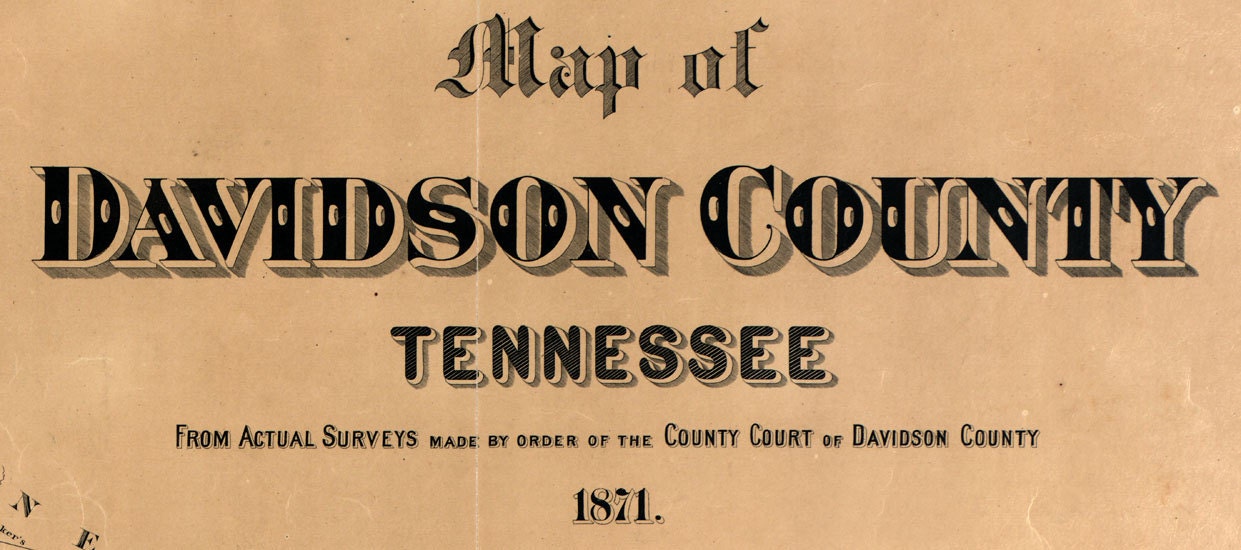 Map of
DAVIDSON COUNTY
TENNESSEE
FROM ACTUAL SURVEYS MADE BY ORDER OF THE COUNTY COURT OF DAVIDSON COUNTY
1871.
N E
ker's